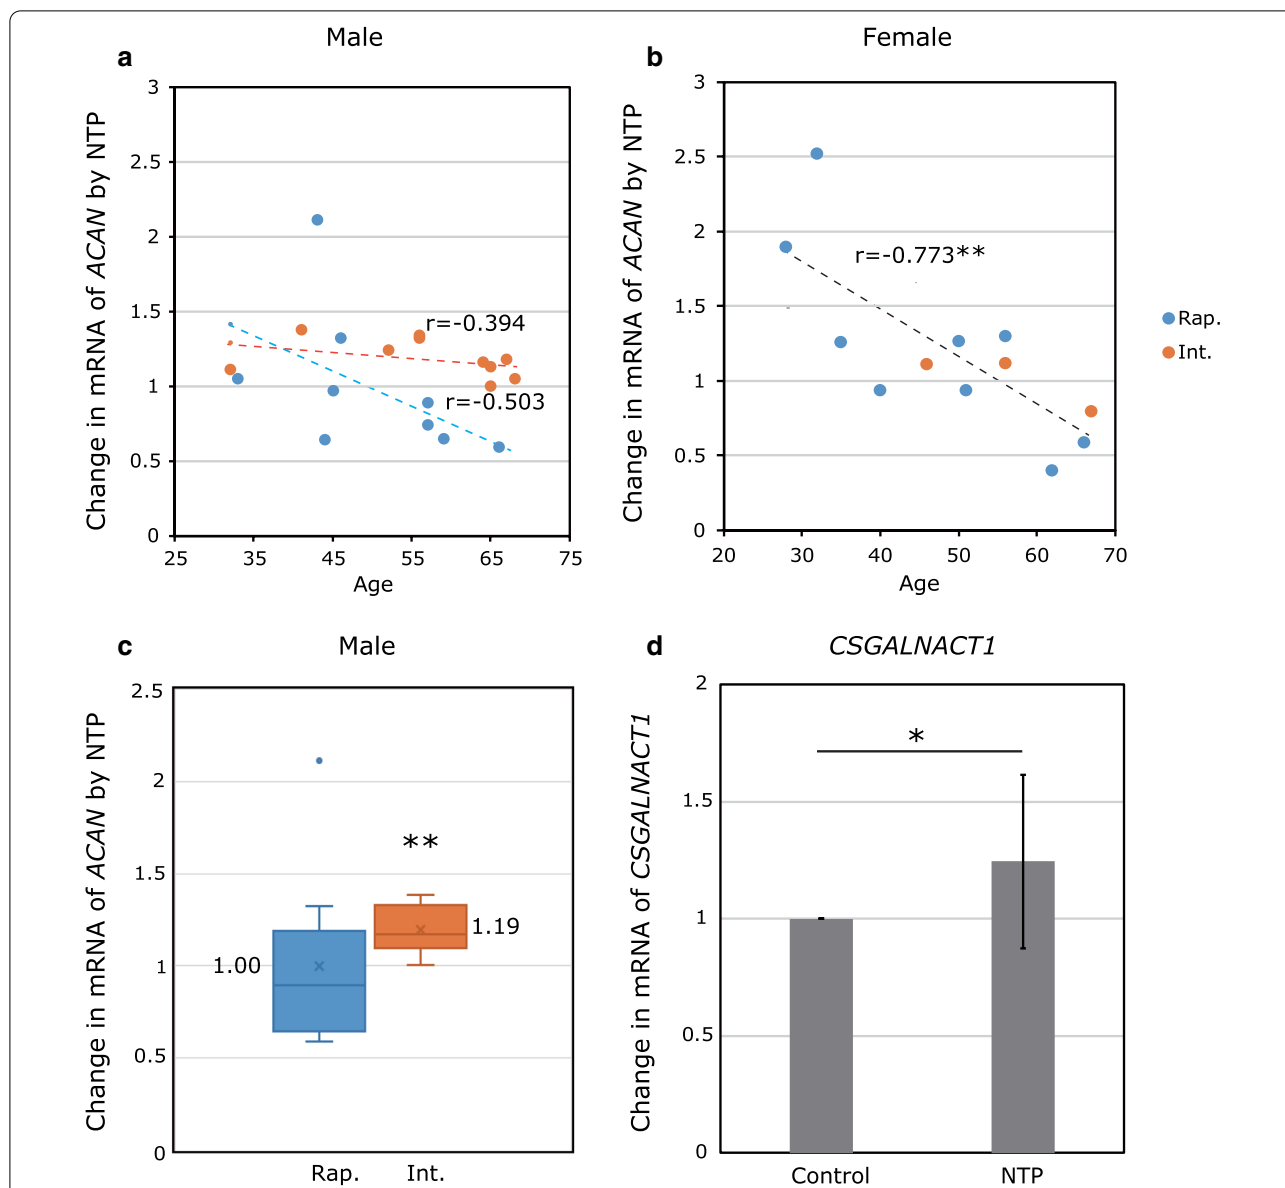 a
Male
Change in mRNA of ACAN by NTP
3
2.5
2
1.5
1
0.5
0
r=-0.394
r=-0.503
25
35
45
55
65
75
Age
b
Female
Change in mRNA of ACAN by NTP
3
2.5
2
1.5
1
0.5
0
r=-0.773**
20
30
40
50
60
70
Age
Rap.
Int.
c
Male
Change in mRNA of ACAN by NTP
2.5
2
1.5
1
0.5
0
**
1.00
1.19
Rap.
Int.
d
CSGALNACT1
Change in mRNA of CSGALNACT1
2
1.5
1
0.5
0
*
Control
NTP